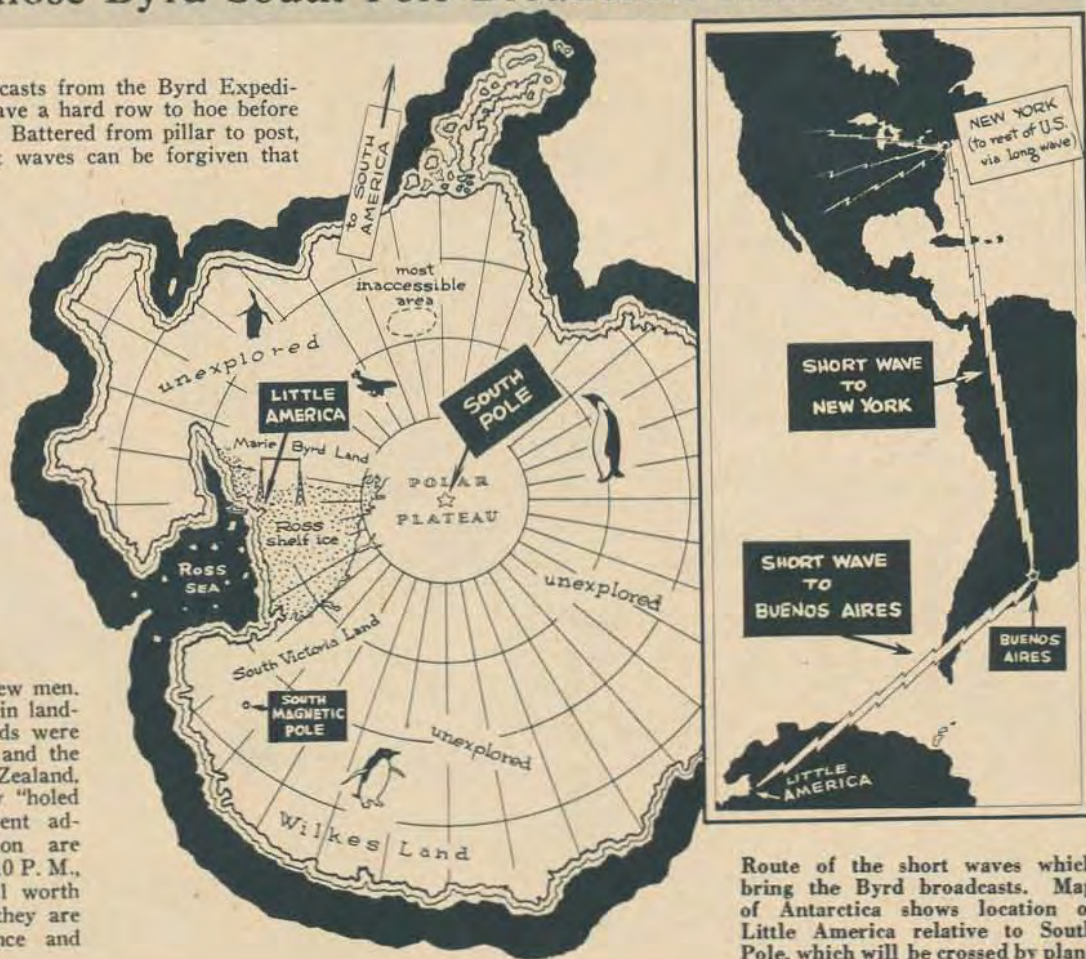 casts from the Byrd Expedi-
ave a hard row to hoe before
Battered from pillar to post,
waves can be forgiven that
ew men.
in land-
ds were
and the
Zealand,
"holed
ent ad-
on are
0 P. M.,
l worth
they are
nce and
to SOUTH
AMERICA
most
inaccessible
area
unexplored
LITTLE
AMERICA
SOUTH
POLE
Marie Byrd Land
POLAR
PLATEAU
Ross
shelf ice
ROSS
SEA
unexplored
South Victoria Land
SOUTH
MAGNETIC
POLE
unexplored
Wilkes Land
NEW YORK
(to rest of U.S.
via long wave)
SHORT WAVE
TO
NEW YORK
SHORT WAVE
TO
BUENOS AIRES
BUENOS
AIRES
LITTLE
AMERICA
Route of the short waves which
bring the Byrd broadcasts. Map
of Antarctica shows location o
Little America relative to South
Pole, which will be crossed by plan